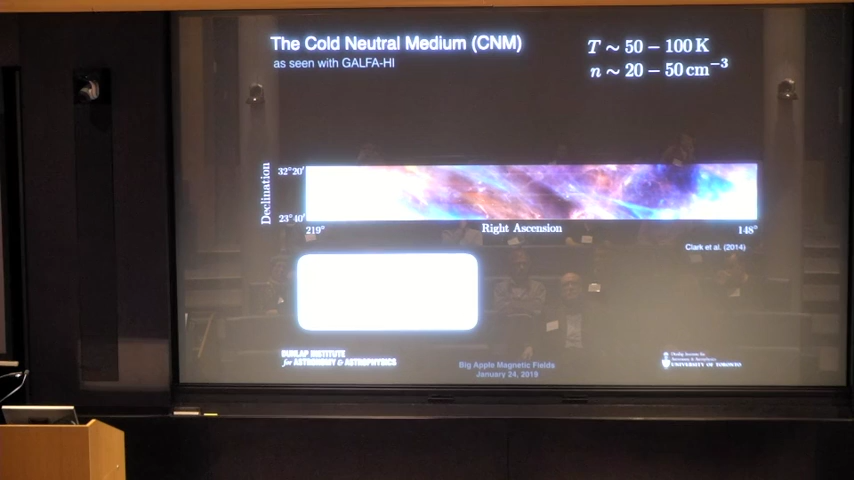 The Cold Neutral Medium (CNM)
as seen with GALFA-HI
T ~ 50 – 100 K
n ~ 20 – 50 cm⁻³
Declination
32°20′
23°40′
219°
Right Ascension
148°
Clark et al. (2014)
DUNLAP INSTITUTE
for ASTRONOMY & ASTROPHYSICS
Big Apple Magnetic Fields
January 24, 2019
UNIVERSITY OF TORONTO